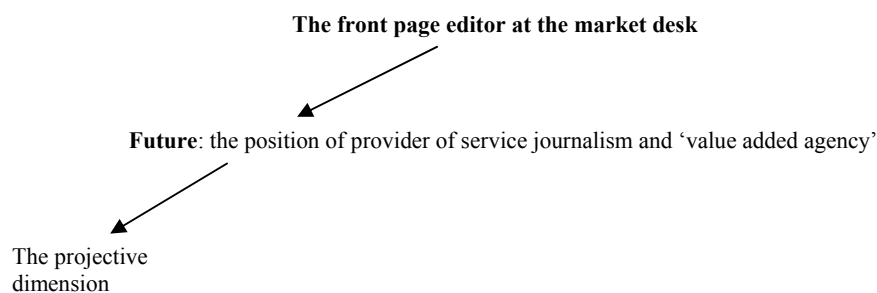 The front page editor at the market desk
Future: the position of provider of service journalism and ‘value added agency’
The projective
dimension